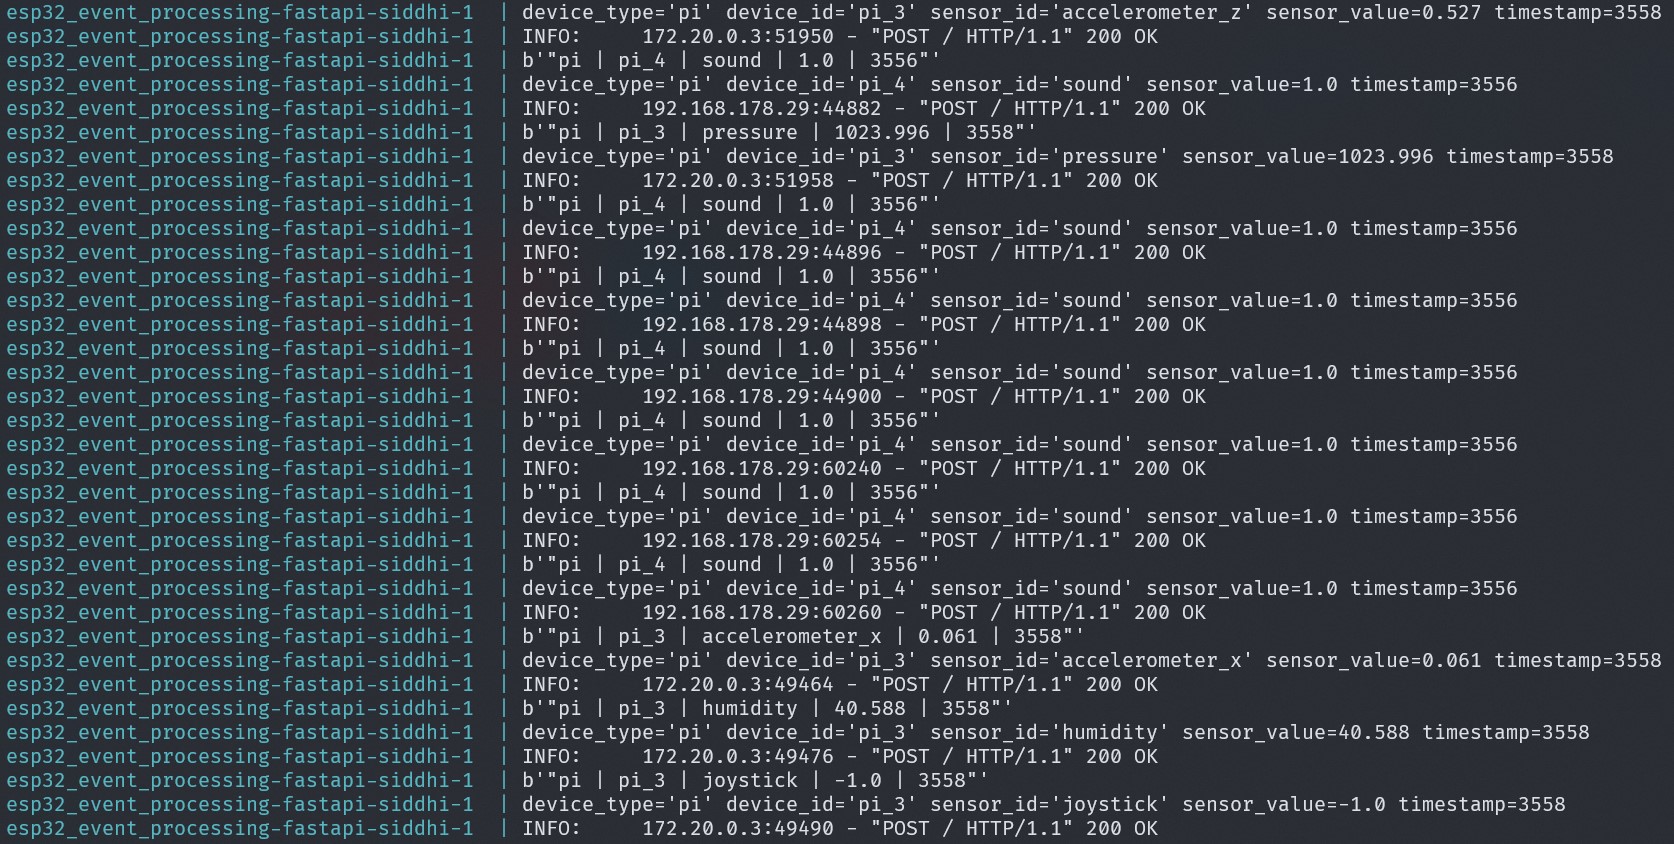 esp32_event_processing-fastapi-siddhi-1  | device_type='pi' device_id='pi_3' sensor_id='accelerometer_z' sensor_value=0.527 timestamp=3558
esp32_event_processing-fastapi-siddhi-1  | INFO:     172.20.0.3:51950 - "POST / HTTP/1.1" 200 OK
esp32_event_processing-fastapi-siddhi-1  | b'"pi | pi_4 | sound | 1.0 | 3556"'
esp32_event_processing-fastapi-siddhi-1  | device_type='pi' device_id='pi_4' sensor_id='sound' sensor_value=1.0 timestamp=3556
esp32_event_processing-fastapi-siddhi-1  | INFO:     192.168.178.29:44882 - "POST / HTTP/1.1" 200 OK
esp32_event_processing-fastapi-siddhi-1  | b'"pi | pi_3 | pressure | 1023.996 | 3558"'
esp32_event_processing-fastapi-siddhi-1  | device_type='pi' device_id='pi_3' sensor_id='pressure' sensor_value=1023.996 timestamp=3558
esp32_event_processing-fastapi-siddhi-1  | INFO:     172.20.0.3:51958 - "POST / HTTP/1.1" 200 OK
esp32_event_processing-fastapi-siddhi-1  | b'"pi | pi_4 | sound | 1.0 | 3556"'
esp32_event_processing-fastapi-siddhi-1  | device_type='pi' device_id='pi_4' sensor_id='sound' sensor_value=1.0 timestamp=3556
esp32_event_processing-fastapi-siddhi-1  | INFO:     192.168.178.29:44896 - "POST / HTTP/1.1" 200 OK
esp32_event_processing-fastapi-siddhi-1  | b'"pi | pi_4 | sound | 1.0 | 3556"'
esp32_event_processing-fastapi-siddhi-1  | device_type='pi' device_id='pi_4' sensor_id='sound' sensor_value=1.0 timestamp=3556
esp32_event_processing-fastapi-siddhi-1  | INFO:     192.168.178.29:44898 - "POST / HTTP/1.1" 200 OK
esp32_event_processing-fastapi-siddhi-1  | b'"pi | pi_4 | sound | 1.0 | 3556"'
esp32_event_processing-fastapi-siddhi-1  | device_type='pi' device_id='pi_4' sensor_id='sound' sensor_value=1.0 timestamp=3556
esp32_event_processing-fastapi-siddhi-1  | INFO:     192.168.178.29:44900 - "POST / HTTP/1.1" 200 OK
esp32_event_processing-fastapi-siddhi-1  | b'"pi | pi_4 | sound | 1.0 | 3556"'
esp32_event_processing-fastapi-siddhi-1  | device_type='pi' device_id='pi_4' sensor_id='sound' sensor_value=1.0 timestamp=3556
esp32_event_processing-fastapi-siddhi-1  | INFO:     192.168.178.29:60240 - "POST / HTTP/1.1" 200 OK
esp32_event_processing-fastapi-siddhi-1  | b'"pi | pi_4 | sound | 1.0 | 3556"'
esp32_event_processing-fastapi-siddhi-1  | device_type='pi' device_id='pi_4' sensor_id='sound' sensor_value=1.0 timestamp=3556
esp32_event_processing-fastapi-siddhi-1  | INFO:     192.168.178.29:60254 - "POST / HTTP/1.1" 200 OK
esp32_event_processing-fastapi-siddhi-1  | b'"pi | pi_4 | sound | 1.0 | 3556"'
esp32_event_processing-fastapi-siddhi-1  | device_type='pi' device_id='pi_4' sensor_id='sound' sensor_value=1.0 timestamp=3556
esp32_event_processing-fastapi-siddhi-1  | INFO:     192.168.178.29:60260 - "POST / HTTP/1.1" 200 OK
esp32_event_processing-fastapi-siddhi-1  | b'"pi | pi_3 | accelerometer_x | 0.061 | 3558"'
esp32_event_processing-fastapi-siddhi-1  | device_type='pi' device_id='pi_3' sensor_id='accelerometer_x' sensor_value=0.061 timestamp=3558
esp32_event_processing-fastapi-siddhi-1  | INFO:     172.20.0.3:49464 - "POST / HTTP/1.1" 200 OK
esp32_event_processing-fastapi-siddhi-1  | b'"pi | pi_3 | humidity | 40.588 | 3558"'
esp32_event_processing-fastapi-siddhi-1  | device_type='pi' device_id='pi_3' sensor_id='humidity' sensor_value=40.588 timestamp=3558
esp32_event_processing-fastapi-siddhi-1  | INFO:     172.20.0.3:49476 - "POST / HTTP/1.1" 200 OK
esp32_event_processing-fastapi-siddhi-1  | b'"pi | pi_3 | joystick | -1.0 | 3558"'
esp32_event_processing-fastapi-siddhi-1  | device_type='pi' device_id='pi_3' sensor_id='joystick' sensor_value=-1.0 timestamp=3558
esp32_event_processing-fastapi-siddhi-1  | INFO:     172.20.0.3:49490 - "POST / HTTP/1.1" 200 OK